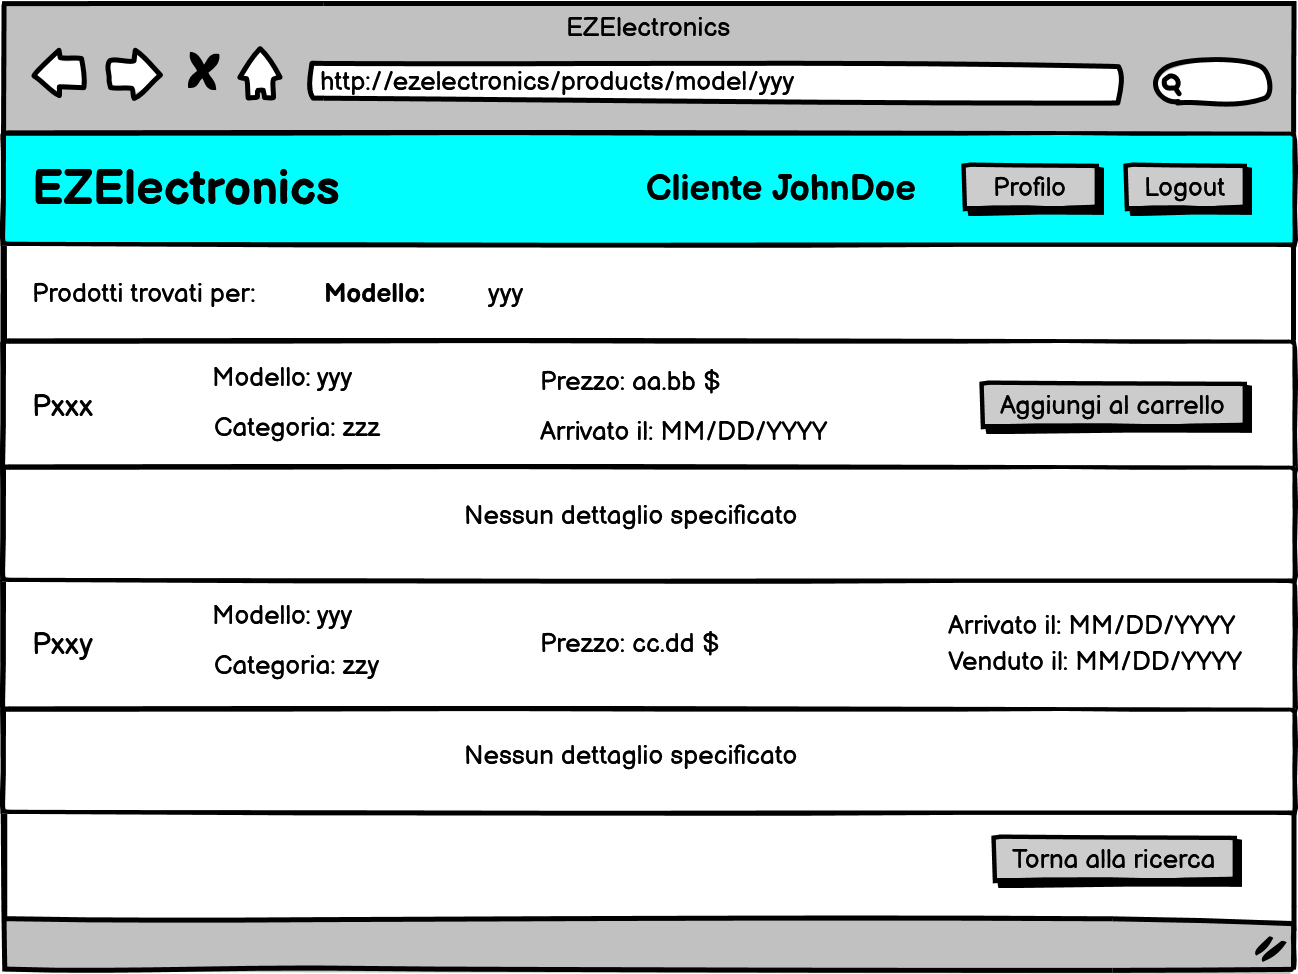 EZElectronics
http://ezelectronics/products/model/yyy
EZElectronics Cliente JohnDoe Profilo Logout
Prodotti trovati per: Modello: yyy
Pxxx
Modello: yyy
Categoria: zzz
Prezzo: aa.bb $
Arrivato il: MM/DD/YYYY
Aggiungi al carrello
Nessun dettaglio specificato
Pxxy
Modello: yyy
Categoria: zzy
Prezzo: cc.dd $
Arrivato il: MM/DD/YYYY
Venduto il: MM/DD/YYYY
Nessun dettaglio specificato
Torna alla ricerca